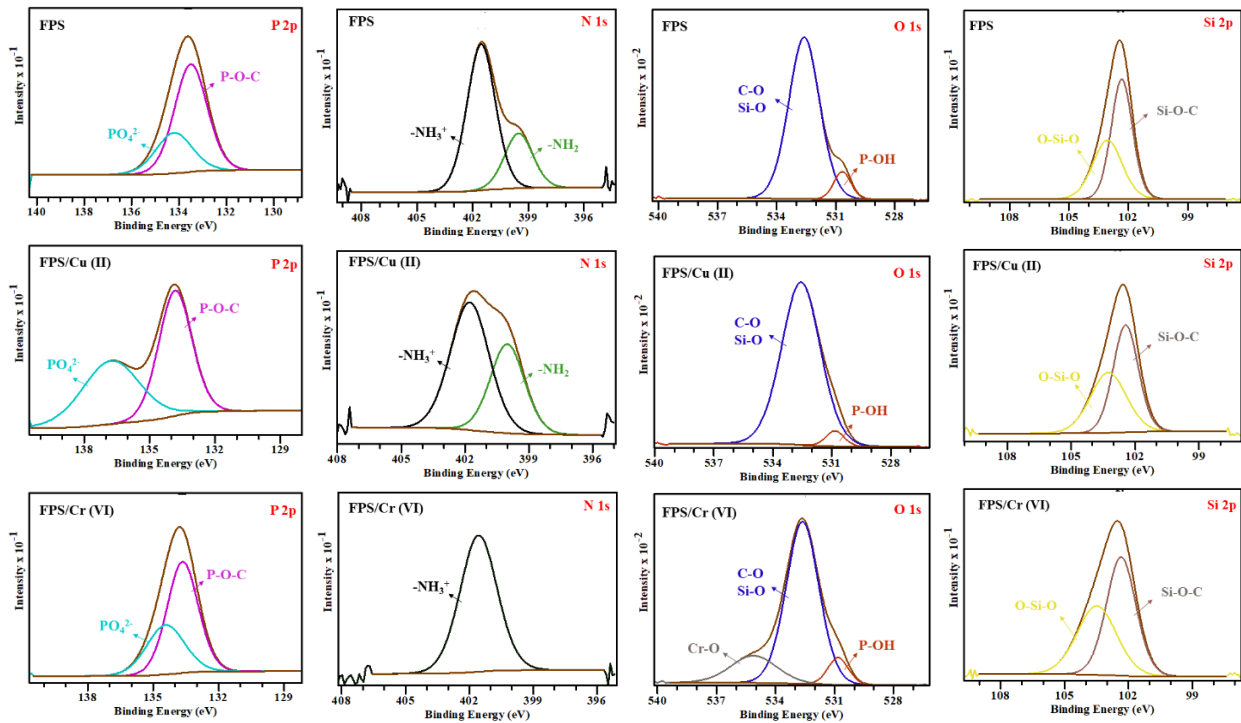 FPS
P 2p
Intensity x 10⁻¹
P-O-C
PO₄²⁻
140 138 136 134 132 130
Binding Energy (eV)
FPS
N 1s
Intensity x 10⁻¹
-NH₃⁺
-NH₂
408 405 402 399 396
Binding Energy (eV)
FPS
O 1s
Intensity x 10⁻²
C-O
Si-O
P-OH
540 537 534 531 528
Binding Energy (eV)
FPS
Si 2p
Intensity x 10⁻¹
Si-O-C
O-Si-O
108 105 102 99
Binding Energy (eV)
FPS/Cu (II)
P 2p
Intensity x 10⁻¹
P-O-C
PO₄²⁻
138 135 132 129
Binding Energy (eV)
FPS/Cu (II)
N 1s
Intensity x 10⁻¹
-NH₃⁺
-NH₂
408 405 402 399 396
Binding Energy (eV)
FPS/Cu (II)
O 1s
Intensity x 10⁻²
C-O
Si-O
P-OH
540 537 534 531 528
Binding Energy (eV)
FPS/Cu (II)
Si 2p
Intensity x 10⁻¹
Si-O-C
O-Si-O
108 105 102 99
Binding Energy (eV)
FPS/Cr (VI)
P 2p
Intensity x 10⁻¹
P-O-C
PO₄²⁻
138 135 132 129
Binding Energy (eV)
FPS/Cr (VI)
N 1s
Intensity x 10⁻¹
-NH₃⁺
408 405 402 399 396
Binding Energy (eV)
FPS/Cr (VI)
O 1s
Intensity x 10⁻²
C-O
Si-O
Cr-O
P-OH
540 537 534 531 528
Binding Energy (eV)
FPS/Cr (VI)
Si 2p
Intensity x 10⁻¹
O-Si-O
Si-O-C
108 105 102 99
Binding Energy (eV)